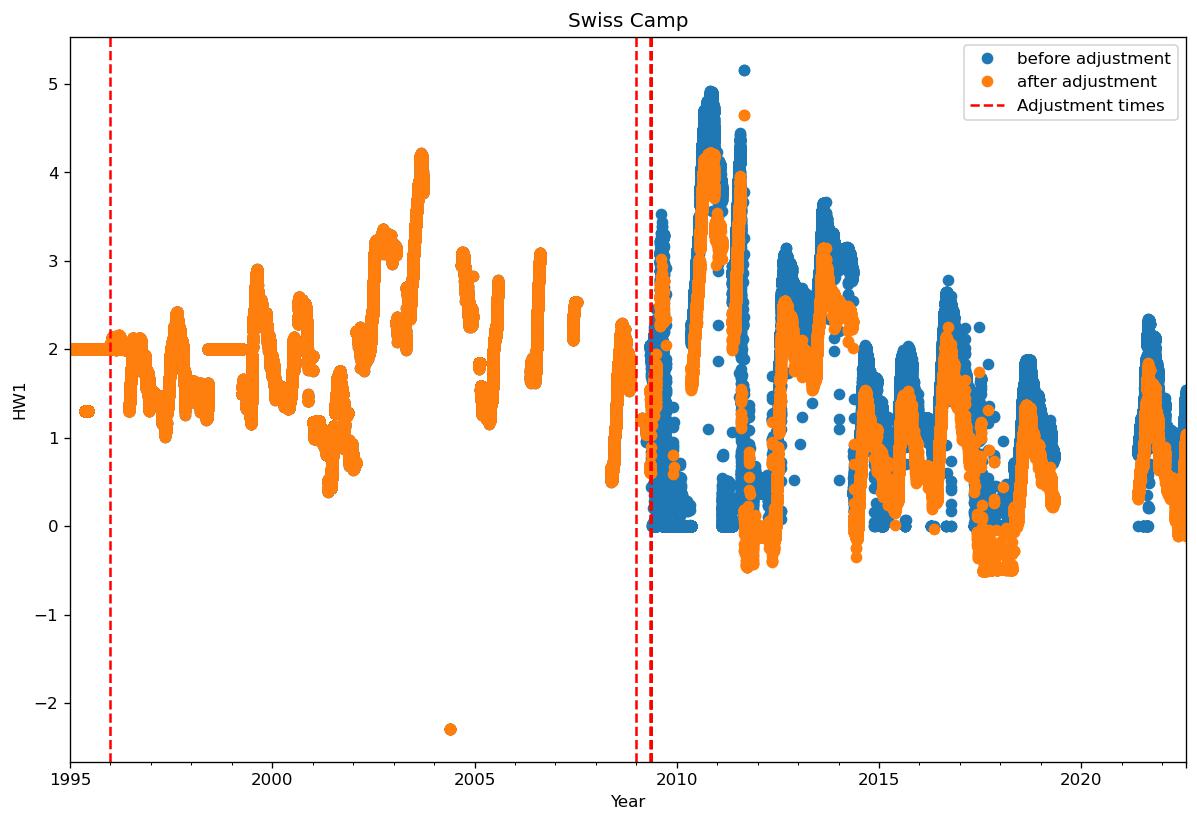 Swiss Camp
before adjustment
after adjustment
Adjustment times
HW1
5
4
3
2
1
0
−1
−2
1995
2000
2005
2010
2015
2020
Year